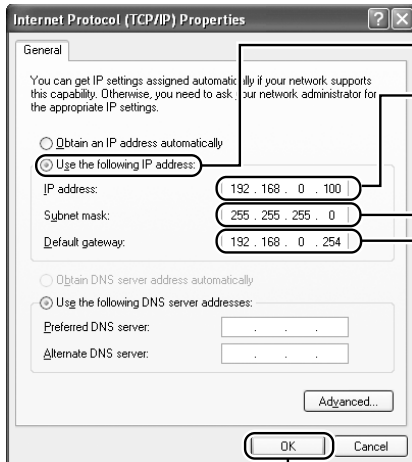 Internet Protocol (TCP/IP) Properties
General
You can get IP settings assigned automatically if your network supports
this capability. Otherwise, you need to ask your network administrator for
the appropriate IP settings.
Obtain an IP address automatically
Use the following IP address:
IP address: 192 . 168 . 0 . 100
Subnet mask: 255 . 255 . 255 . 0
Default gateway: 192 . 168 . 0 . 254
Obtain DNS server address automatically
Use the following DNS server addresses:
Preferred DNS server: . . .
Alternate DNS server: . . .
Advanced...
OK Cancel